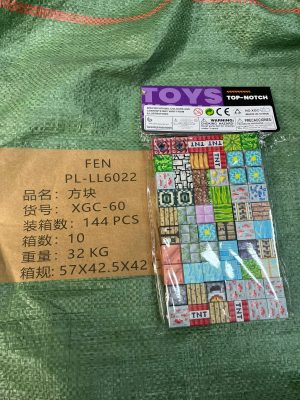 TOYS
TOP-NOTCH
PRECAUCIONES
FEN
PL-LL6022
品名：方块
货号：XGC-60
装箱数：144 PCS
箱数：10
重量：32 KG
箱规：57X42.5X42
TNT
TNT
TNT
TNT